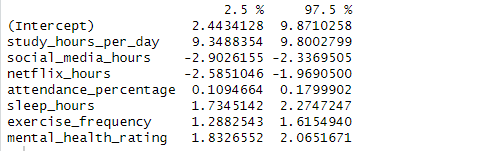 2.5 % 97.5 %
(Intercept) 2.4434128 9.8710258
study_hours_per_day 9.3488354 9.8002799
social_media_hours -2.9026155 -2.3369505
netflix_hours -2.5851046 -1.9690500
attendance_percentage 0.1094664 0.1799902
sleep_hours 1.7345142 2.2747247
exercise_frequency 1.2882543 1.6154940
mental_health_rating 1.8326552 2.0651671